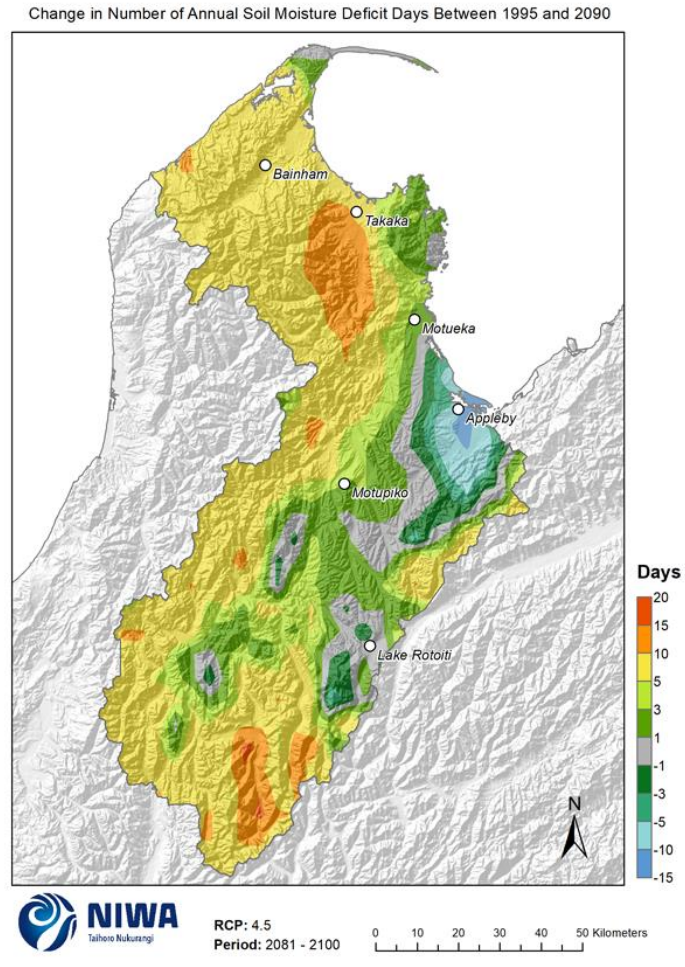 Change in Number of Annual Soil Moisture Deficit Days Between 1995 and 2090
Bainham
Takaka
Motueka
Appleby
Motupiko
Lake Rotoiti
Days
20
15
10
5
3
1
-1
-3
-5
-10
-15
N
NIWA
Taihoro Nukurangi
RCP: 4.5
Period: 2081 - 2100
0 10 20 30 40 50 Kilometers